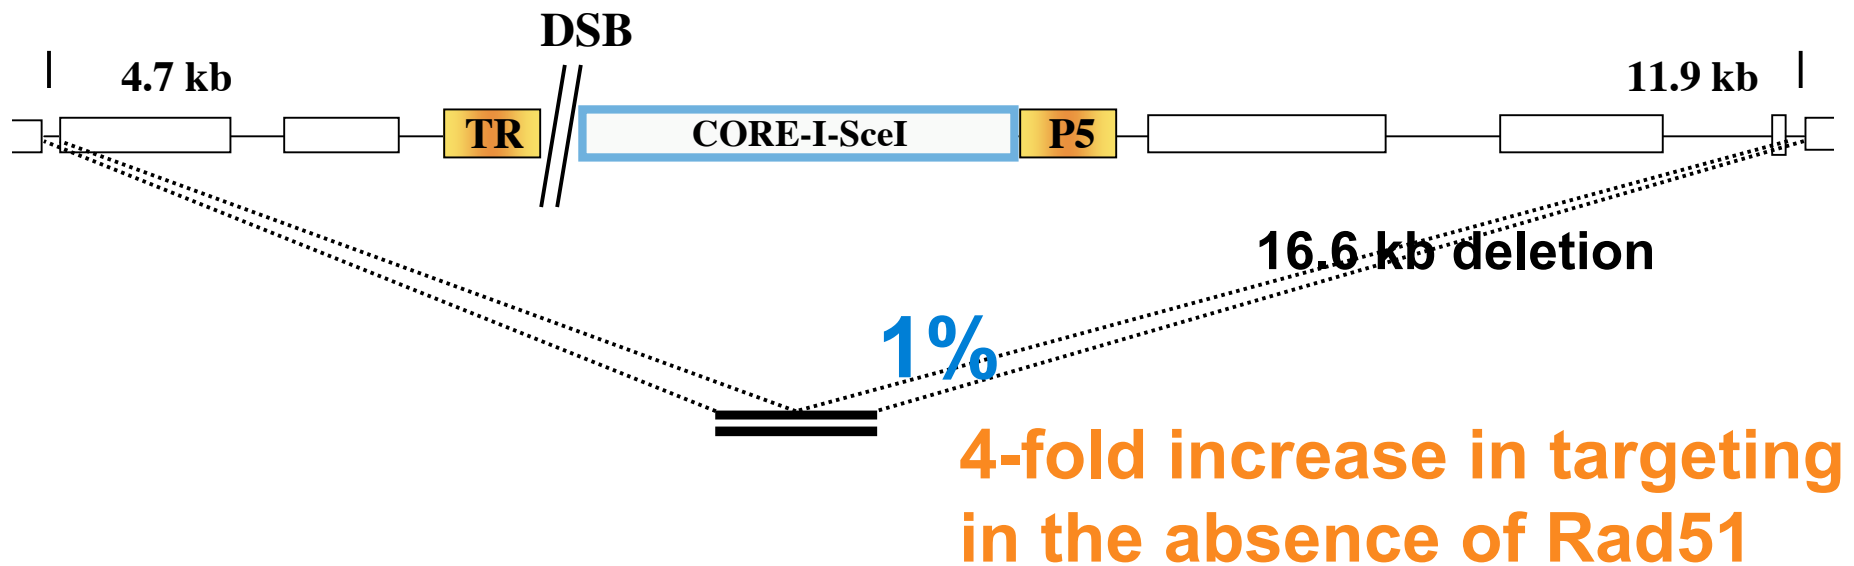 DSB
4.7 kb
11.9 kb
TR
CORE-I-SceI
P5
16.6 kb deletion
1%
4-fold increase in targeting
in the absence of Rad51